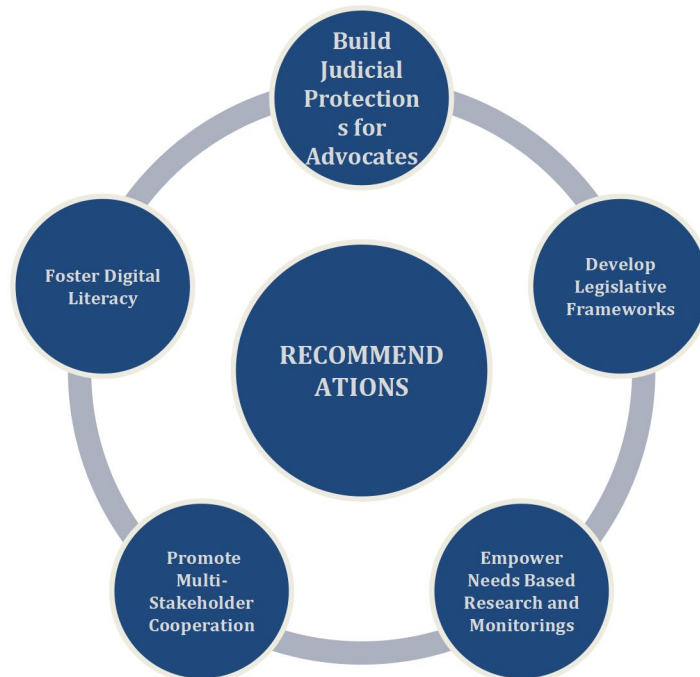 Build
Judicial
Protection
s for
Advocates
Foster Digital
Literacy
Develop
Legislative
Frameworks
RECOMMEND
ATIONS
Promote
Multi-
Stakeholder
Cooperation
Empower
Needs Based
Research and
Monitorings